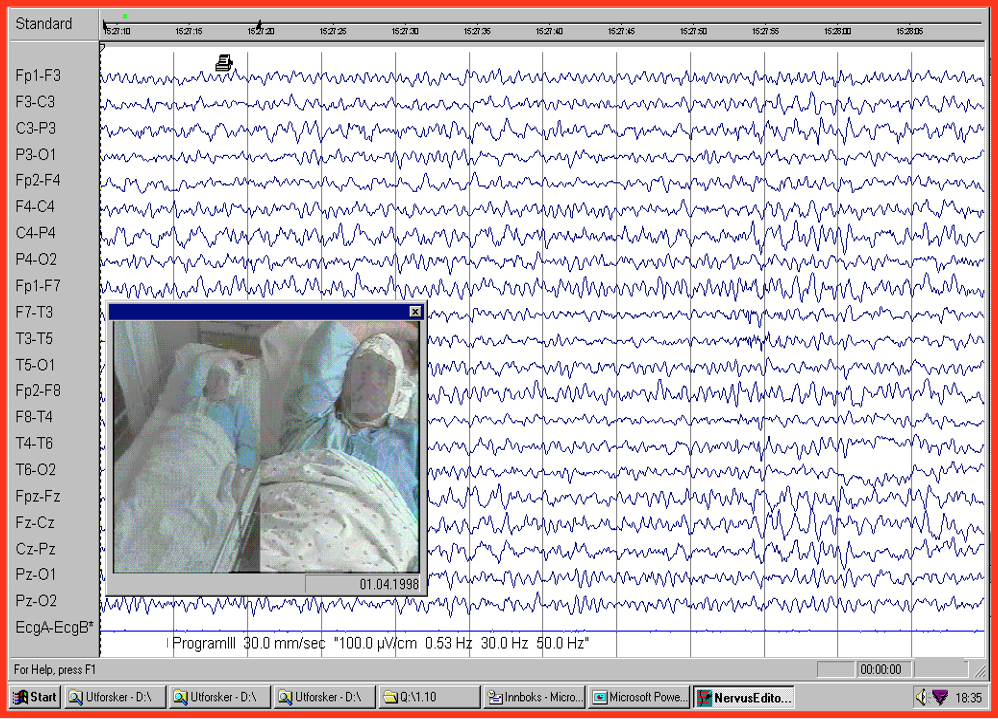 Standard
15:27:10 15:27:15 15:27:20 15:27:25 15:27:30 15:27:35 15:27:40 15:27:45 15:27:50 15:27:55 15:28:00 15:28:05
Fp1-F3
F3-C3
C3-P3
P3-O1
Fp2-F4
F4-C4
C4-P4
P4-O2
Fp1-F7
F7-T3
T3-T5
T5-O1
Fp2-F8
F8-T4
T4-T6
T6-O2
Fpz-Fz
Fz-Cz
Cz-Pz
01.04.1998
Pz-O1
Pz-O2
EcgA-EcgB*
ProgramIII 30.0 mm/sec "100.0 µV/cm 0.53 Hz 30.0 Hz 50.0 Hz"
For Help, press F1 00:00:00
Start Utforsker - D:\ Utforsker - D:\ Utforsker - D:\ Q:\1.10 Innboks - Micro... Microsoft Powe... NervusEdito... 18:35